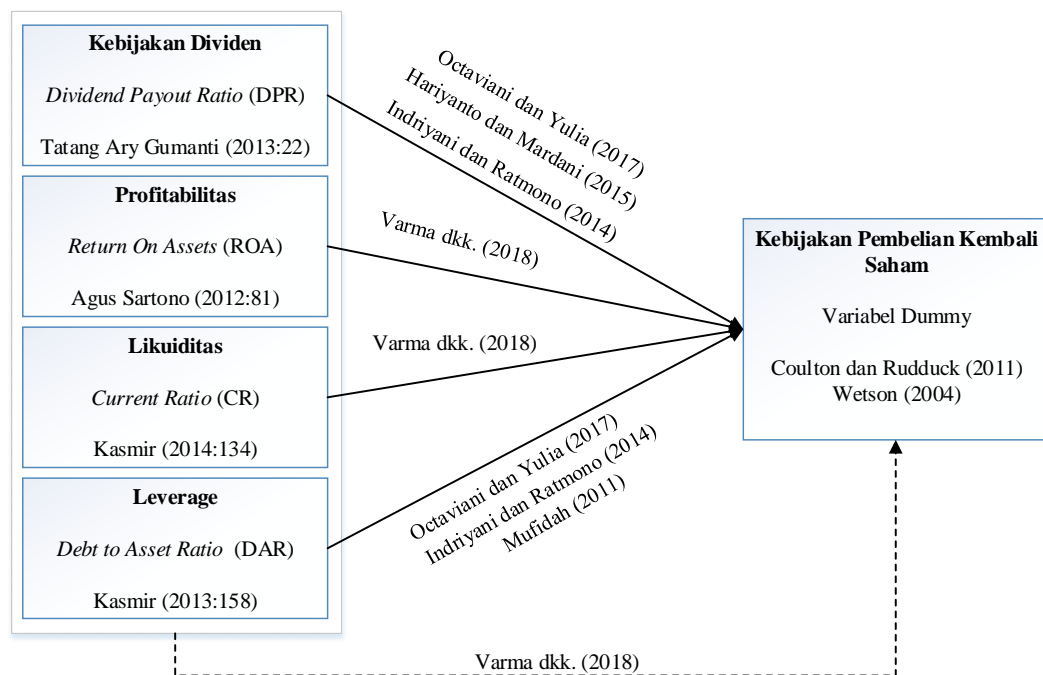 Kebijakan Dividen
Dividend Payout Ratio (DPR)
Tatang Ary Gumanti (2013:22)
Profitabilitas
Return On Assets (ROA)
Agus Sartono (2012:81)
Likuiditas
Current Ratio (CR)
Kasmir (2014:134)
Leverage
Debt to Asset Ratio (DAR)
Kasmir (2013:158)
Octaviani dan Yulia (2017)
Hariyanto dan Mardani (2015)
Indriyani dan Ratmono (2014)
Varma dkk. (2018)
Varma dkk. (2018)
Octaviani dan Yulia (2017)
Indriyani dan Ratmono (2014)
Mufidah (2011)
Kebijakan Pembelian Kembali
Saham
Variabel Dummy
Coulton dan Rudduck (2011)
Wetson (2004)
Varma dkk. (2018)